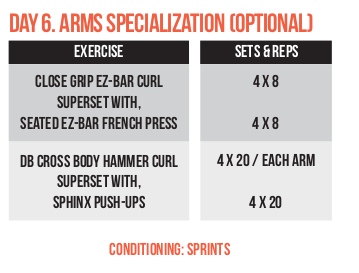 DAY 6. ARMS SPECIALIZATION (OPTIONAL)
EXERCISE
SETS & REPS
CLOSE GRIP EZ-BAR CURL
4 X 8
SUPERSET WITH,
SEATED EZ-BAR FRENCH PRESS
4 X 8
DB CROSS BODY HAMMER CURL
4 X 20 / EACH ARM
SUPERSET WITH,
SPHINX PUSH-UPS
4 X 20
CONDITIONING: SPRINTS